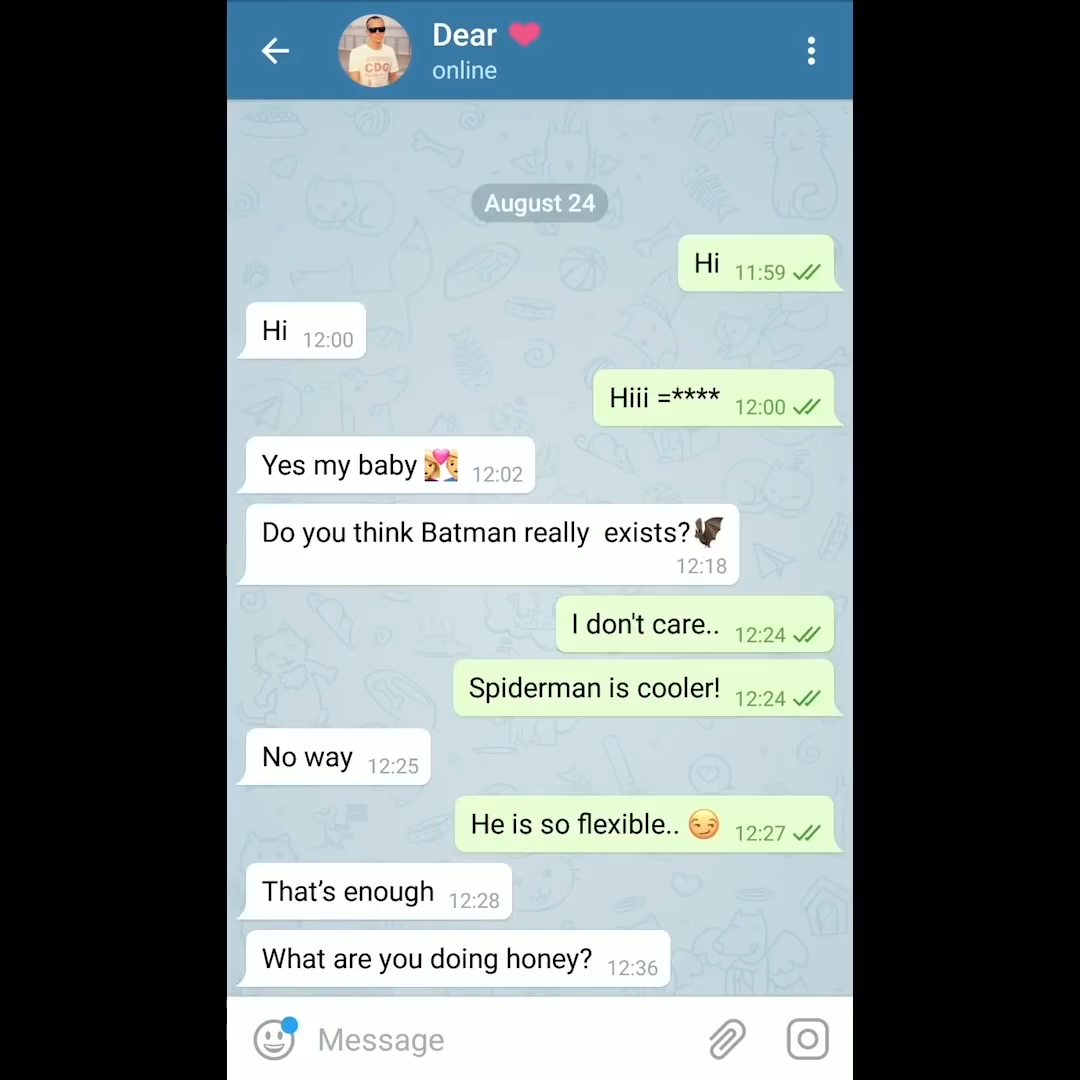 Dear ❤
online
CDG
August 24
Hi 11:59
Hi 12:00
Hiii =**** 12:00
Yes my baby 👩‍❤️‍👨 12:02
Do you think Batman really  exists?🦇
12:18
I don't care.. 12:24
Spiderman is cooler! 12:24
No way 12:25
He is so flexible.. 😏 12:27
That’s enough 12:28
What are you doing honey? 12:36
Message